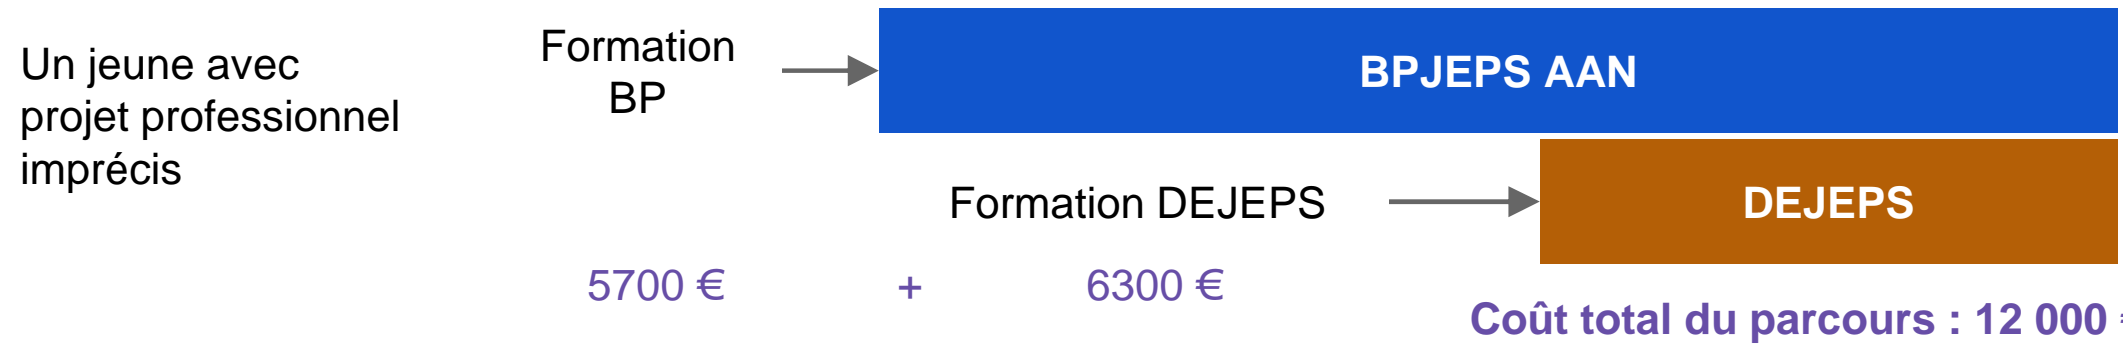 Un jeune avec
projet professionnel
imprécis
Formation
BP
BPJEPS AAN
Formation DEJEPS
DEJEPS
5700 € + 6300 €
Coût total du parcours : 12 000